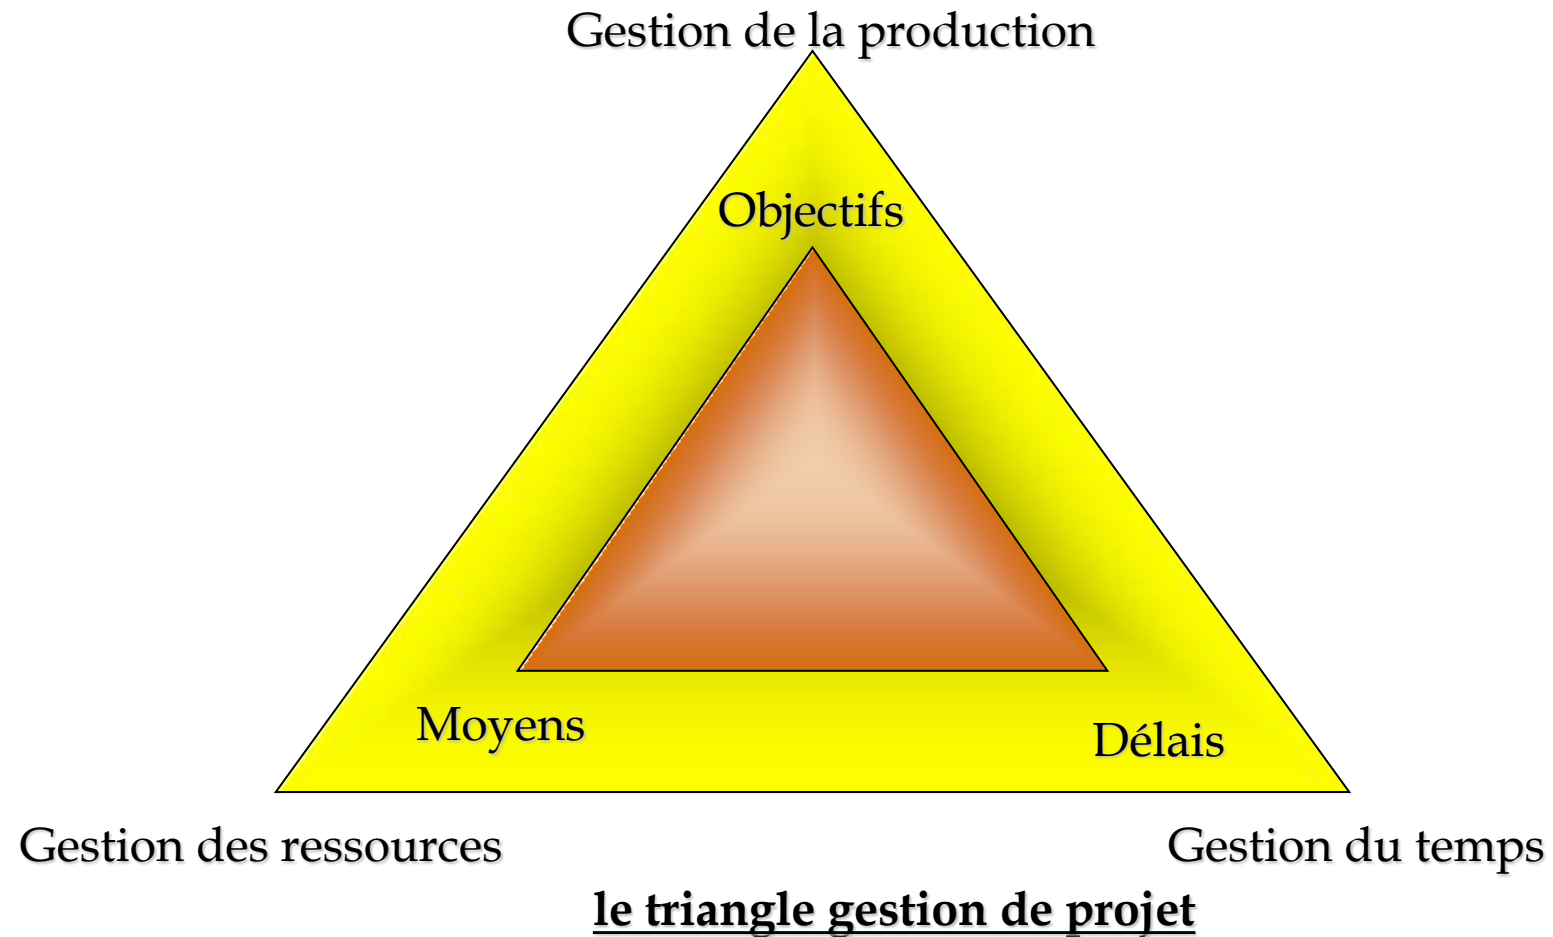 Gestion de la production
Objectifs
Moyens
Délais
Gestion des ressources
Gestion du temps
le triangle gestion de projet